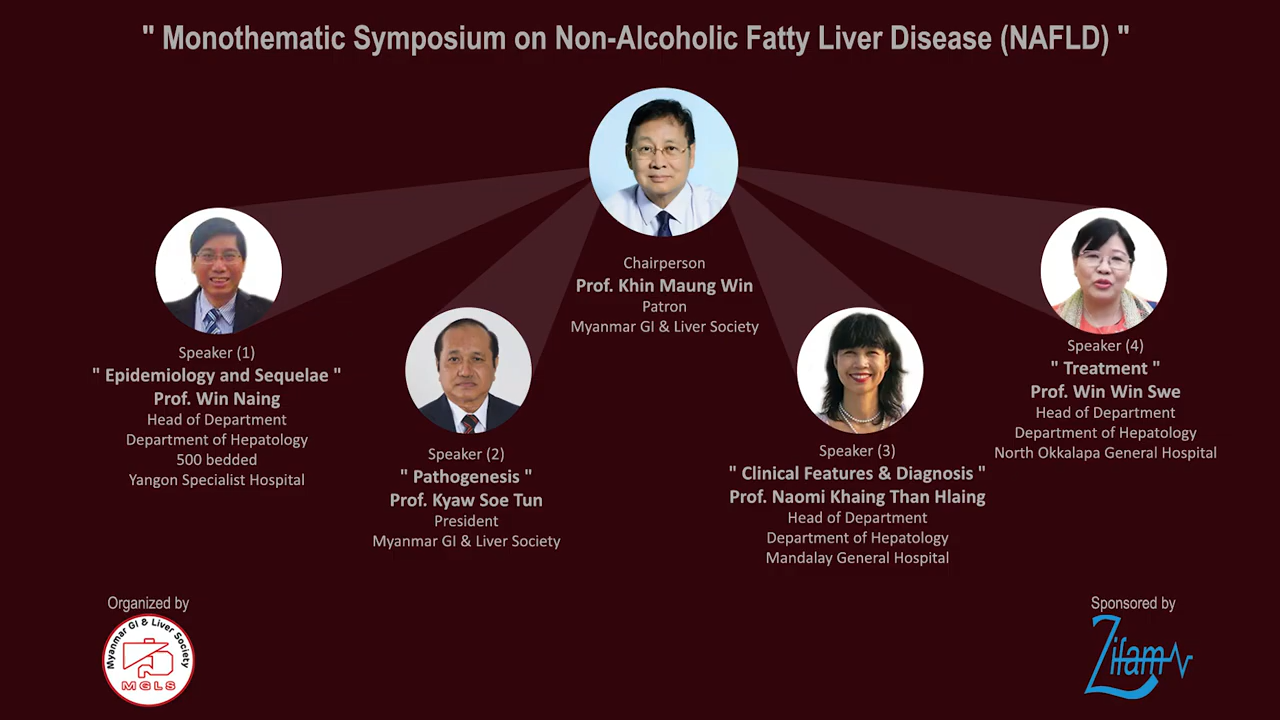 " Monothematic Symposium on Non-Alcoholic Fatty Liver Disease (NAFLD) "
Chairperson
Prof. Khin Maung Win
Patron
Myanmar GI & Liver Society
Speaker (1)
" Epidemiology and Sequelae "
Prof. Win Naing
Head of Department
Department of Hepatology
500 bedded
Yangon Specialist Hospital
Speaker (2)
" Pathogenesis "
Prof. Kyaw Soe Tun
President
Myanmar GI & Liver Society
Speaker (3)
" Clinical Features & Diagnosis "
Prof. Naomi Khaing Than Hlaing
Head of Department
Department of Hepatology
Mandalay General Hospital
Speaker (4)
" Treatment "
Prof. Win Win Swe
Head of Department
Department of Hepatology
North Okkalapa General Hospital
Organized by
Myanmar GI & Liver Society
MGLS
Sponsored by
Zifam